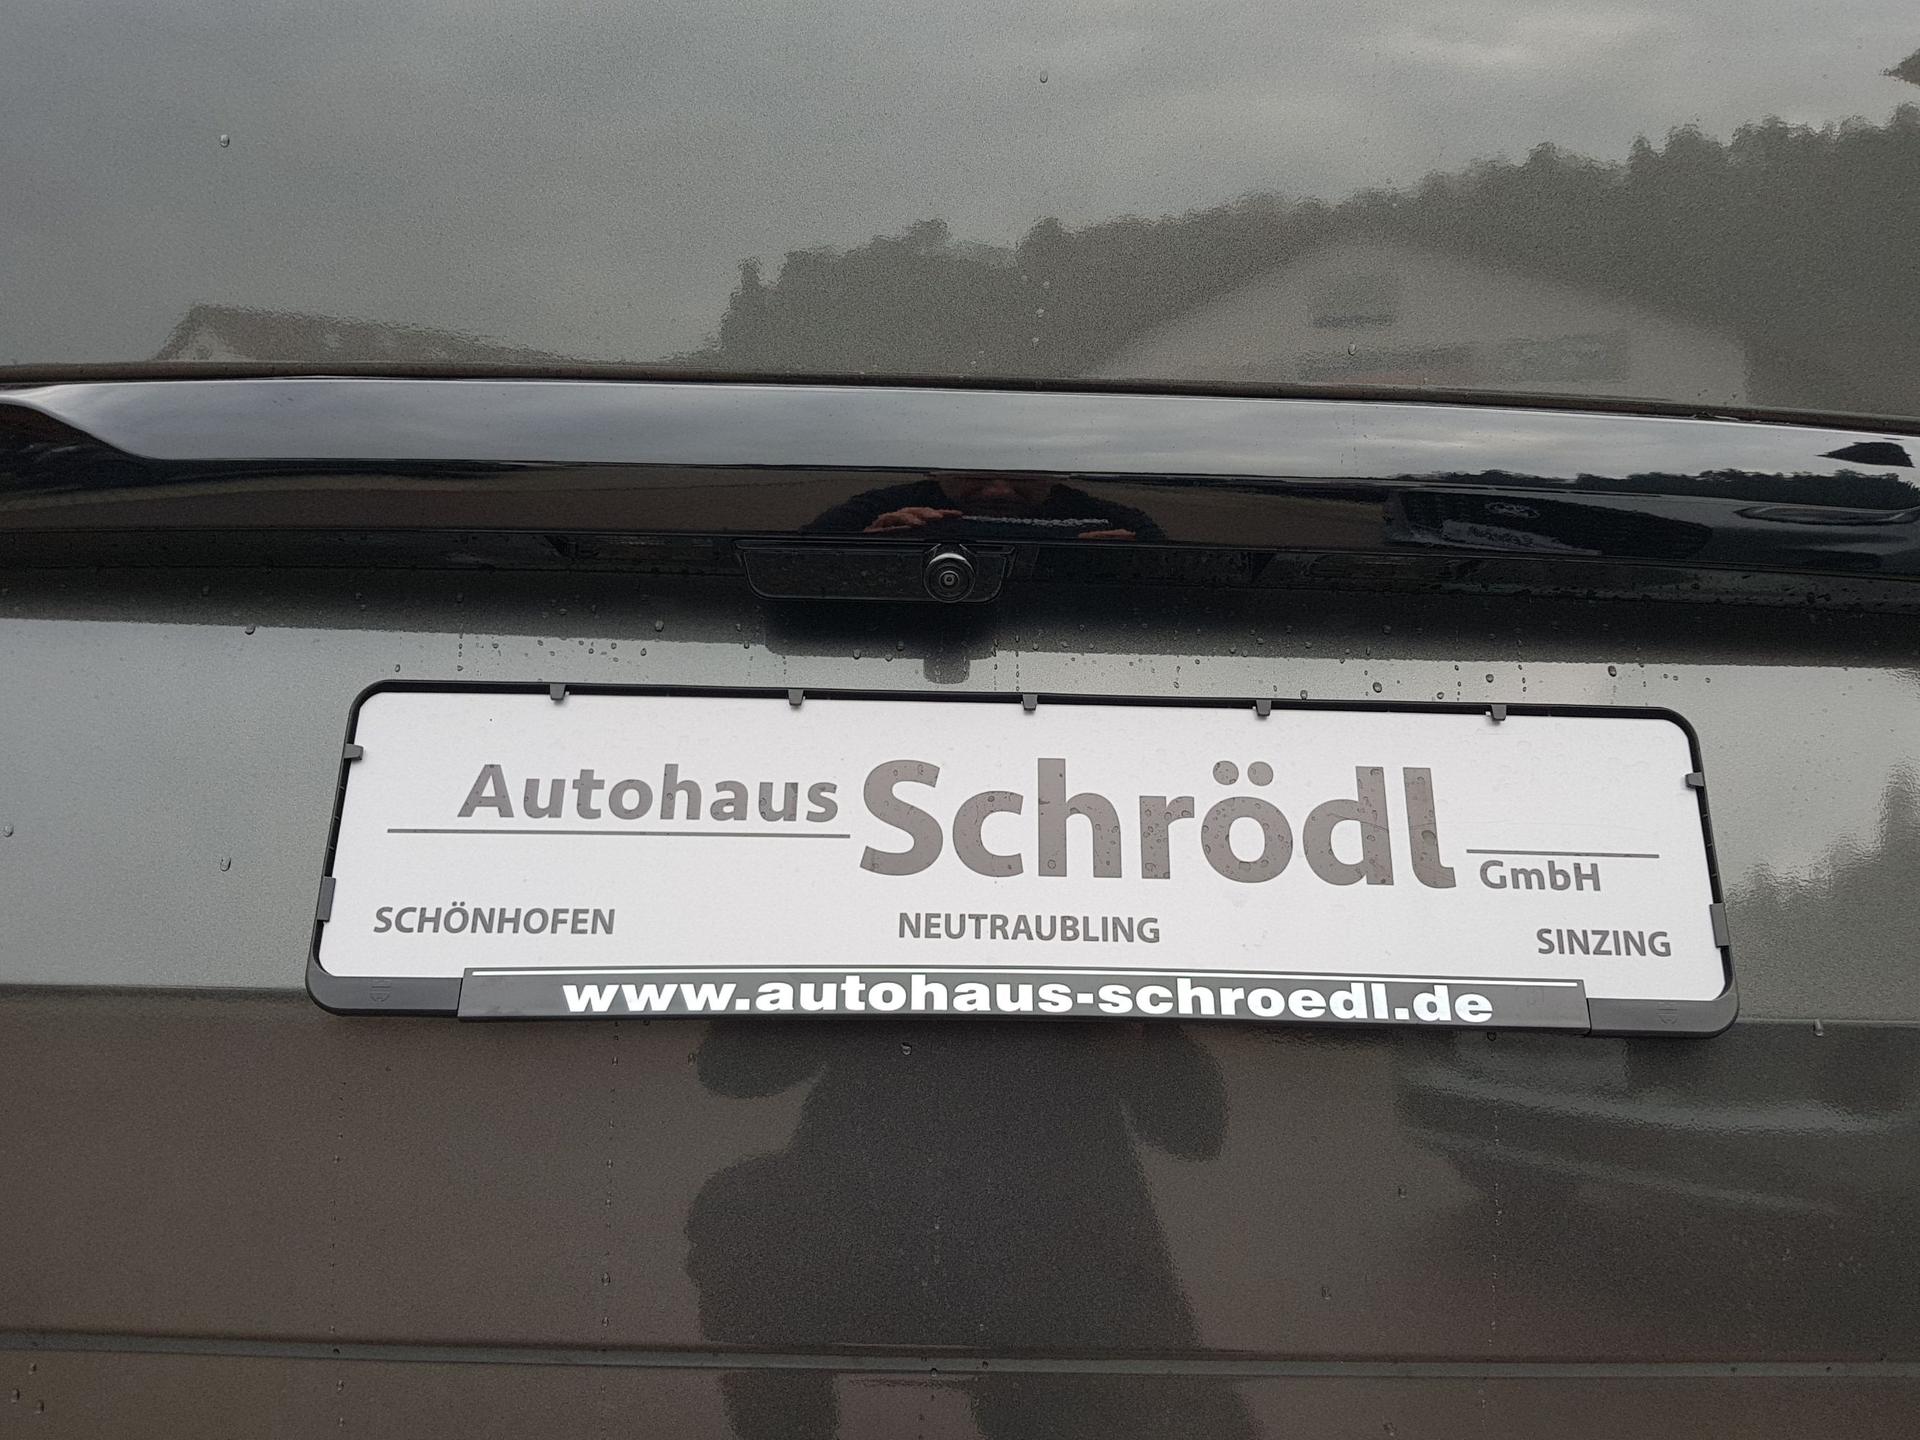 Autohaus Schrödl GmbH
SCHÖNHOFEN NEUTRAUBLING SINZING
www.autohaus-schroedl.de